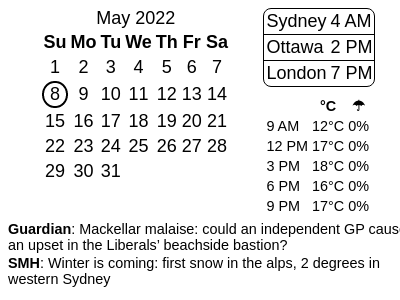 May 2022
Su Mo Tu We Th Fr Sa
1 2 3 4 5 6 7
8 9 10 11 12 13 14
15 16 17 18 19 20 21
22 23 24 25 26 27 28
29 30 31
Sydney 4 AM
Ottawa 2 PM
London 7 PM
°C ☂
9 AM 12°C 0%
12 PM 17°C 0%
3 PM 18°C 0%
6 PM 16°C 0%
9 PM 17°C 0%
Guardian: Mackellar malaise: could an independent GP cause
an upset in the Liberals’ beachside bastion?
SMH: Winter is coming: first snow in the alps, 2 degrees in
western Sydney